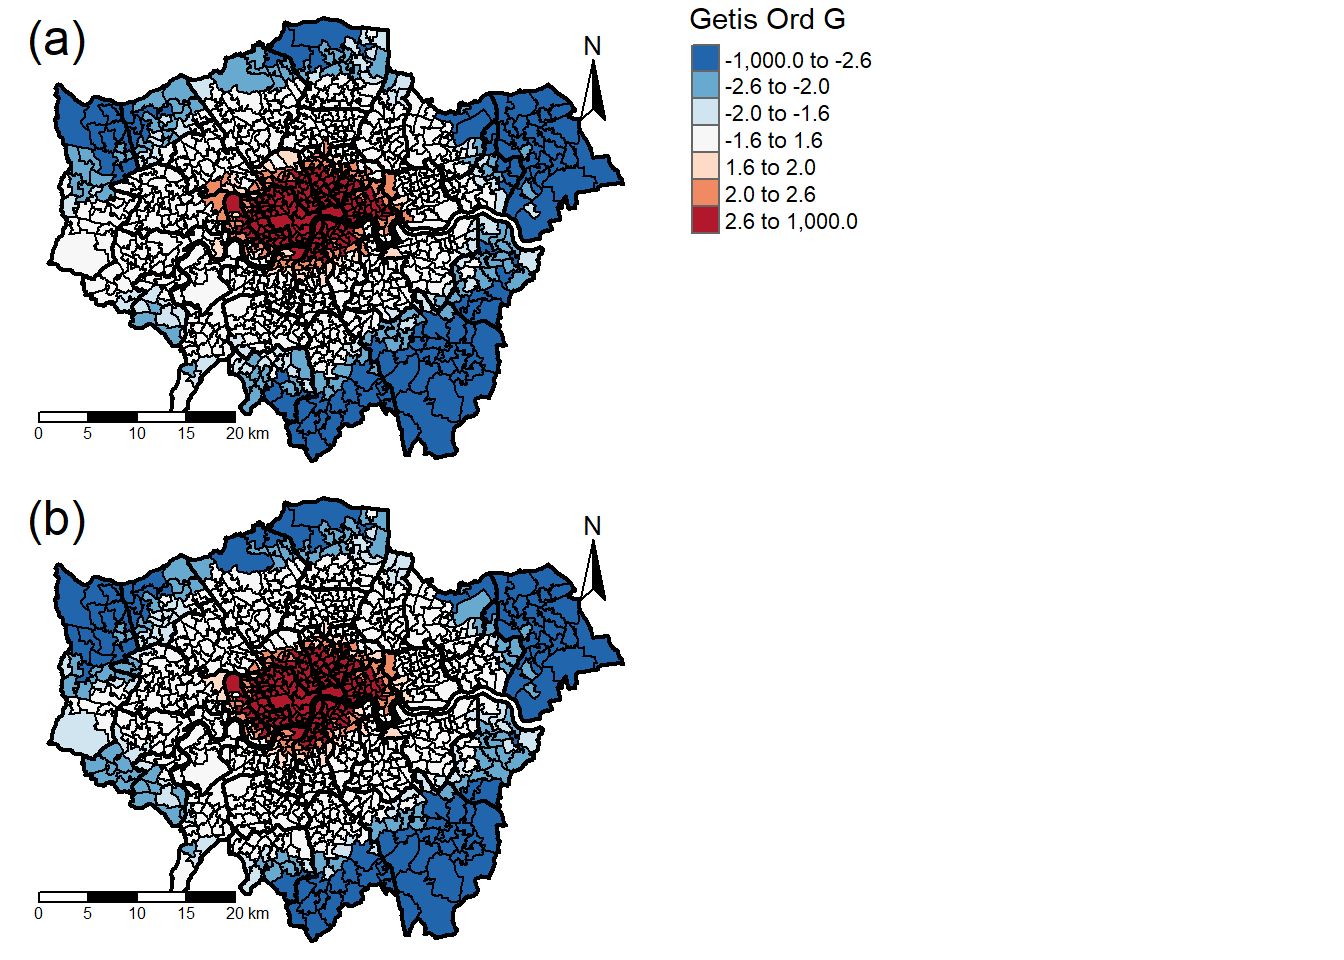 (a)
N
0 5 10 15 20 km
Getis Ord G
-1,000.0 to -2.6
-2.6 to -2.0
-2.0 to -1.6
-1.6 to 1.6
1.6 to 2.0
2.0 to 2.6
2.6 to 1,000.0
(b)
N
0 5 10 15 20 km